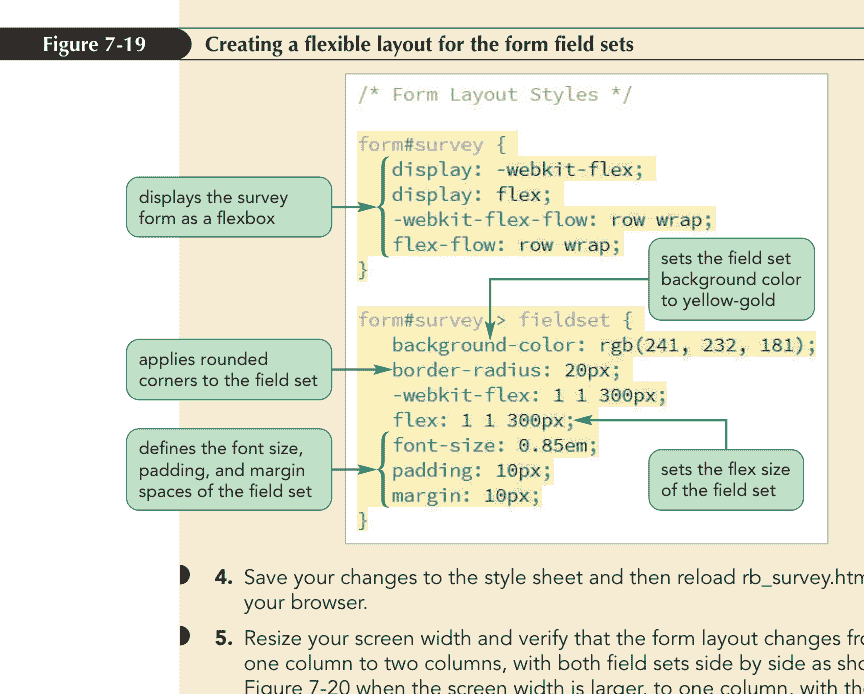 Figure 7-19 Creating a flexible layout for the form field sets
/* Form Layout Styles */
form#survey {
display: -webkit-flex;
display: flex;
-webkit-flex-flow: row wrap;
flex-flow: row wrap;
}
displays the survey
form as a flexbox
sets the field set
background color
to yellow-gold
form#survey > fieldset {
background-color: rgb(241, 232, 181);
border-radius: 20px;
-webkit-flex: 1 1 300px;
flex: 1 1 300px;
font-size: 0.85em;
padding: 10px;
margin: 10px;
}
applies rounded
corners to the field set
defines the font size,
padding, and margin
spaces of the field set
sets the flex size
of the field set
4. Save your changes to the style sheet and then reload rb_survey.htm
your browser.
5. Resize your screen width and verify that the form layout changes fro
one column to two columns, with both field sets side by side as sho
Figure 7-20 when the screen width is larger, to one column, with the